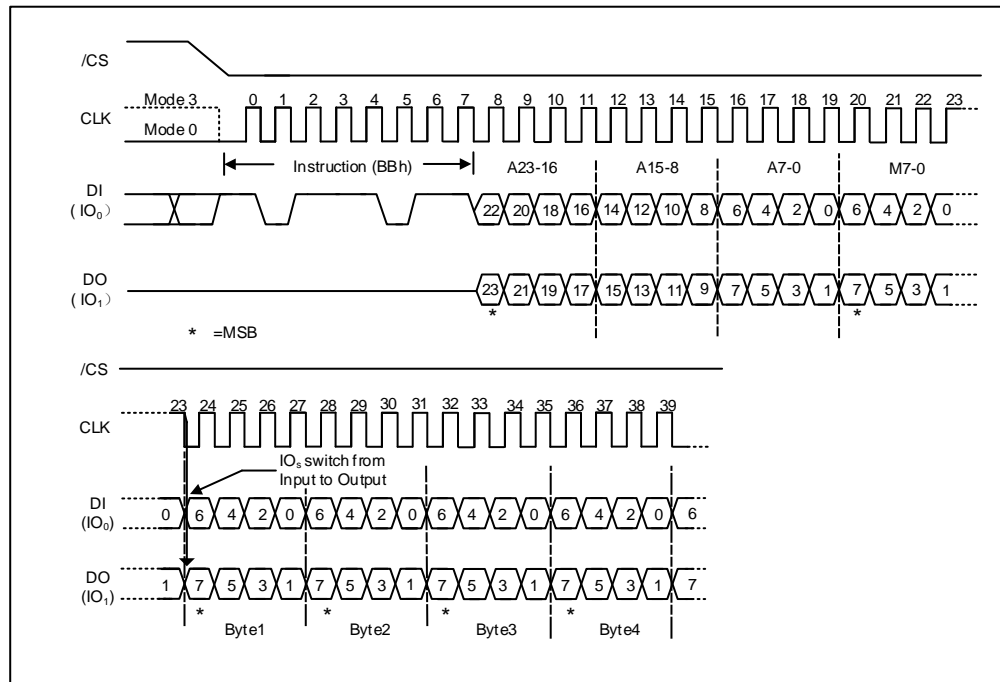 /CS
Mode 3
0 1 2 3 4 5 6 7 8 9 10 11 12 13 14 15 16 17 18 19 20 21 22 23
CLK
Mode 0
Instruction (BBh) A23-16 A15-8 A7-0 M7-0
DI
( IO₀ )
22 20 18 16 14 12 10 8 6 4 2 0 6 4 2 0
DO
( IO₁ )
23 21 19 17 15 13 11 9 7 5 3 1 7 5 3 1
* *
* =MSB
/CS
23 24 25 26 27 28 29 30 31 32 33 34 35 36 37 38 39
CLK
IOₛ switch from
Input to Output
DI
(IO₀)
0 6 4 2 0 6 4 2 0 6 4 2 0 6 4 2 0 6
DO
(IO₁)
1 7 5 3 1 7 5 3 1 7 5 3 1 7 5 3 1 7
* * * *
Byte1 Byte2 Byte3 Byte4